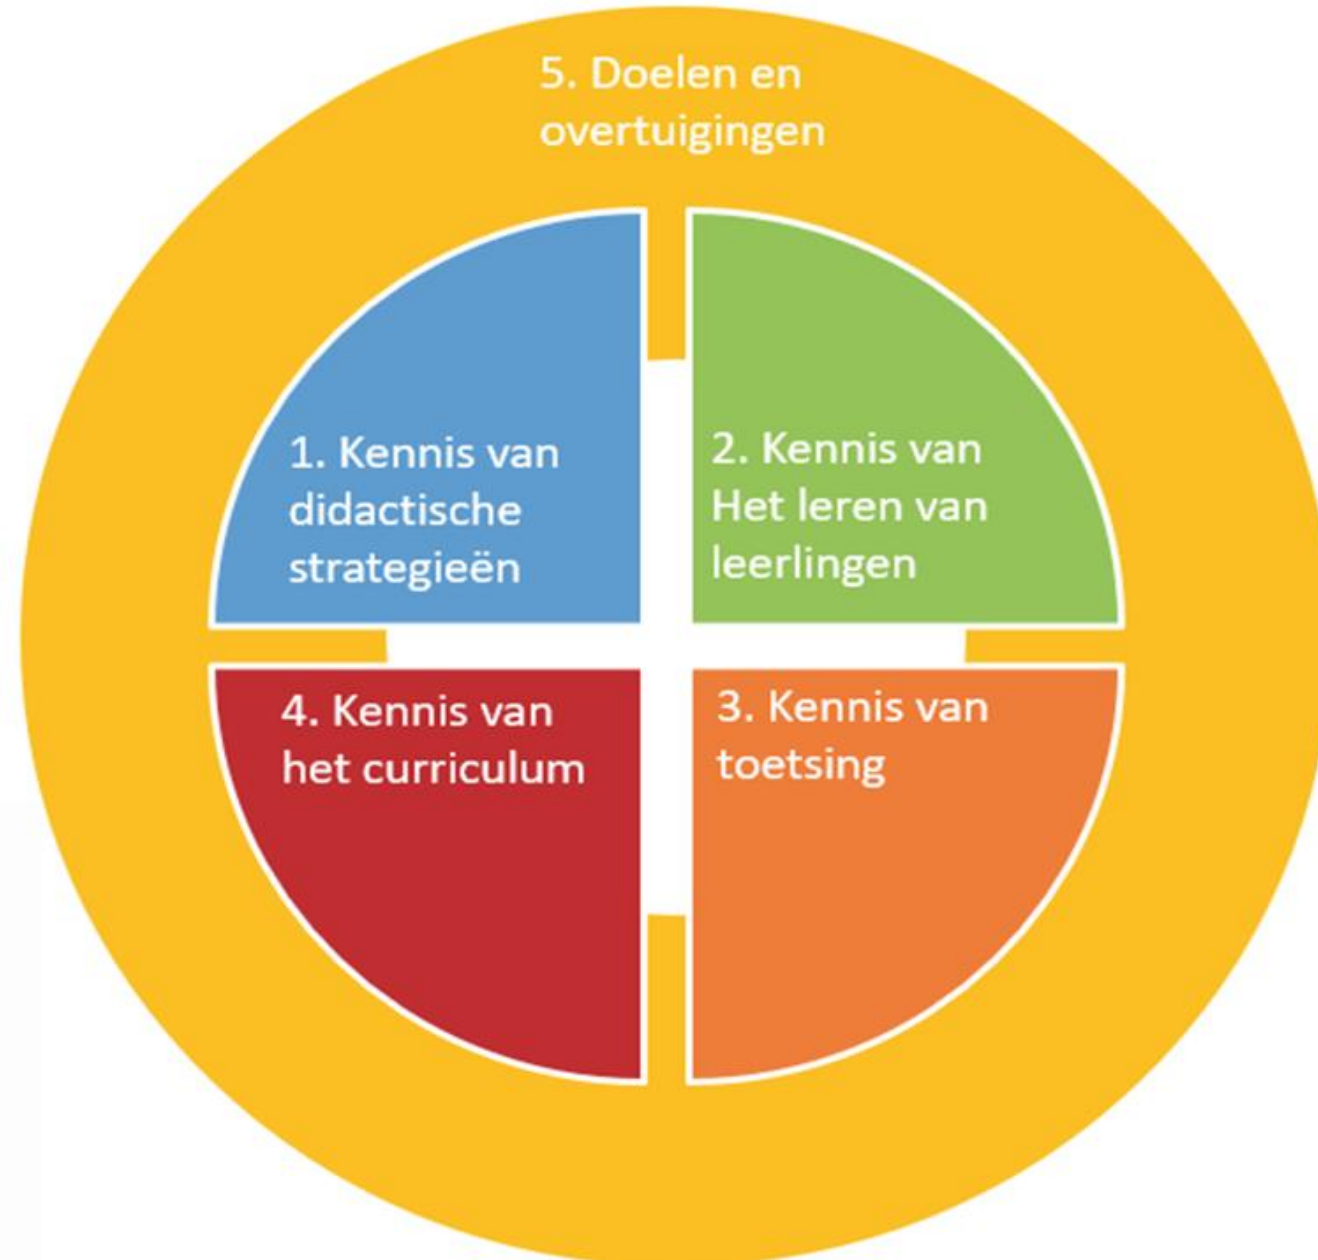 5. Doelen en
overtuigingen
1. Kennis van
didactische
strategieën
2. Kennis van
Het leren van
leerlingen
4. Kennis van
het curriculum
3. Kennis van
toetsing